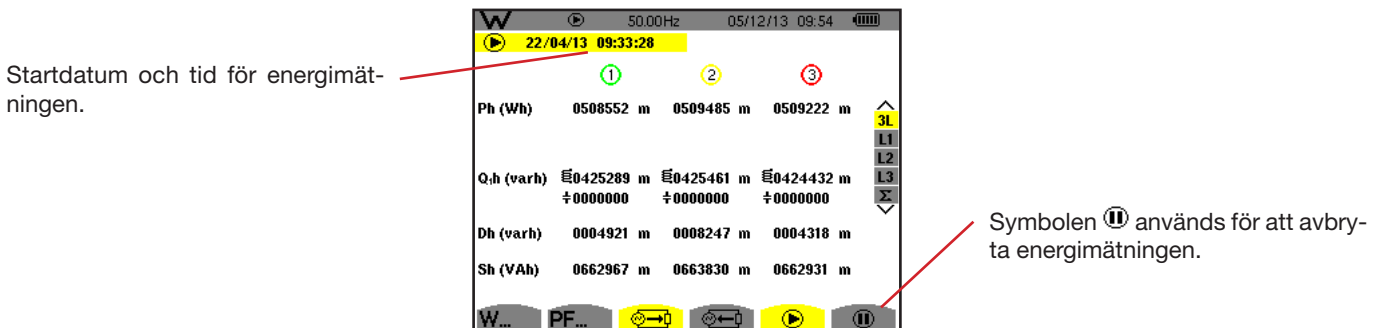 W 50.00Hz 05/12/13 09:54
22/04/13 09:33:28
Startdatum och tid för energimät-
ningen.
1 2 3
Ph (Wh) 0508552 m 0509485 m 0509222 m
3L
L1
L2
L3
Σ
Q₁h (varh) 0425289 m 0425461 m 0424432 m
0000000 0000000 0000000
Dh (varh) 0004921 m 0008247 m 0004318 m
Sh (VAh) 0662967 m 0663830 m 0662931 m
Symbolen används för att avbry-
ta energimätningen.
W... PF...